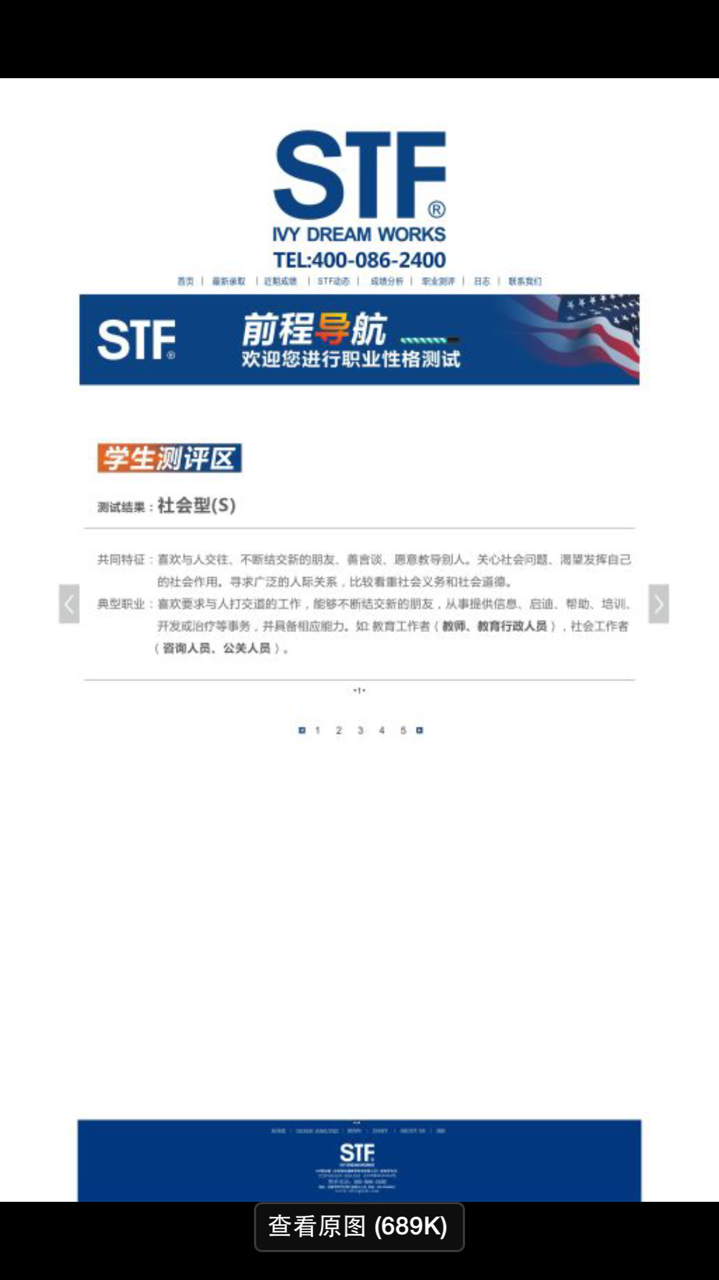 STF®
IVY DREAM WORKS
TEL:400-086-2400
首页 | 最新录取 | 近期成绩 | STF动态 | 成绩分析 | 职业测评 | 日志 | 联系我们
STF®
前程导航
欢迎您进行职业性格测试
学生测评区
测试结果：社会型(S)
共同特征：喜欢与人交往、不断结交新的朋友、善言谈、愿意教导别人。关心社会问题、渴望发挥自己
的社会作用。寻求广泛的人际关系，比较看重社会义务和社会道德。
典型职业：喜欢要求与人打交道的工作，能够不断结交新的朋友，从事提供信息、启迪、帮助、培训、
开发或治疗等事务，并具备相应能力。如: 教育工作者（教师、教育行政人员），社会工作者
（咨询人员、公关人员）。
•1•
1 2 3 4 5
STF
查看原图 (689K)